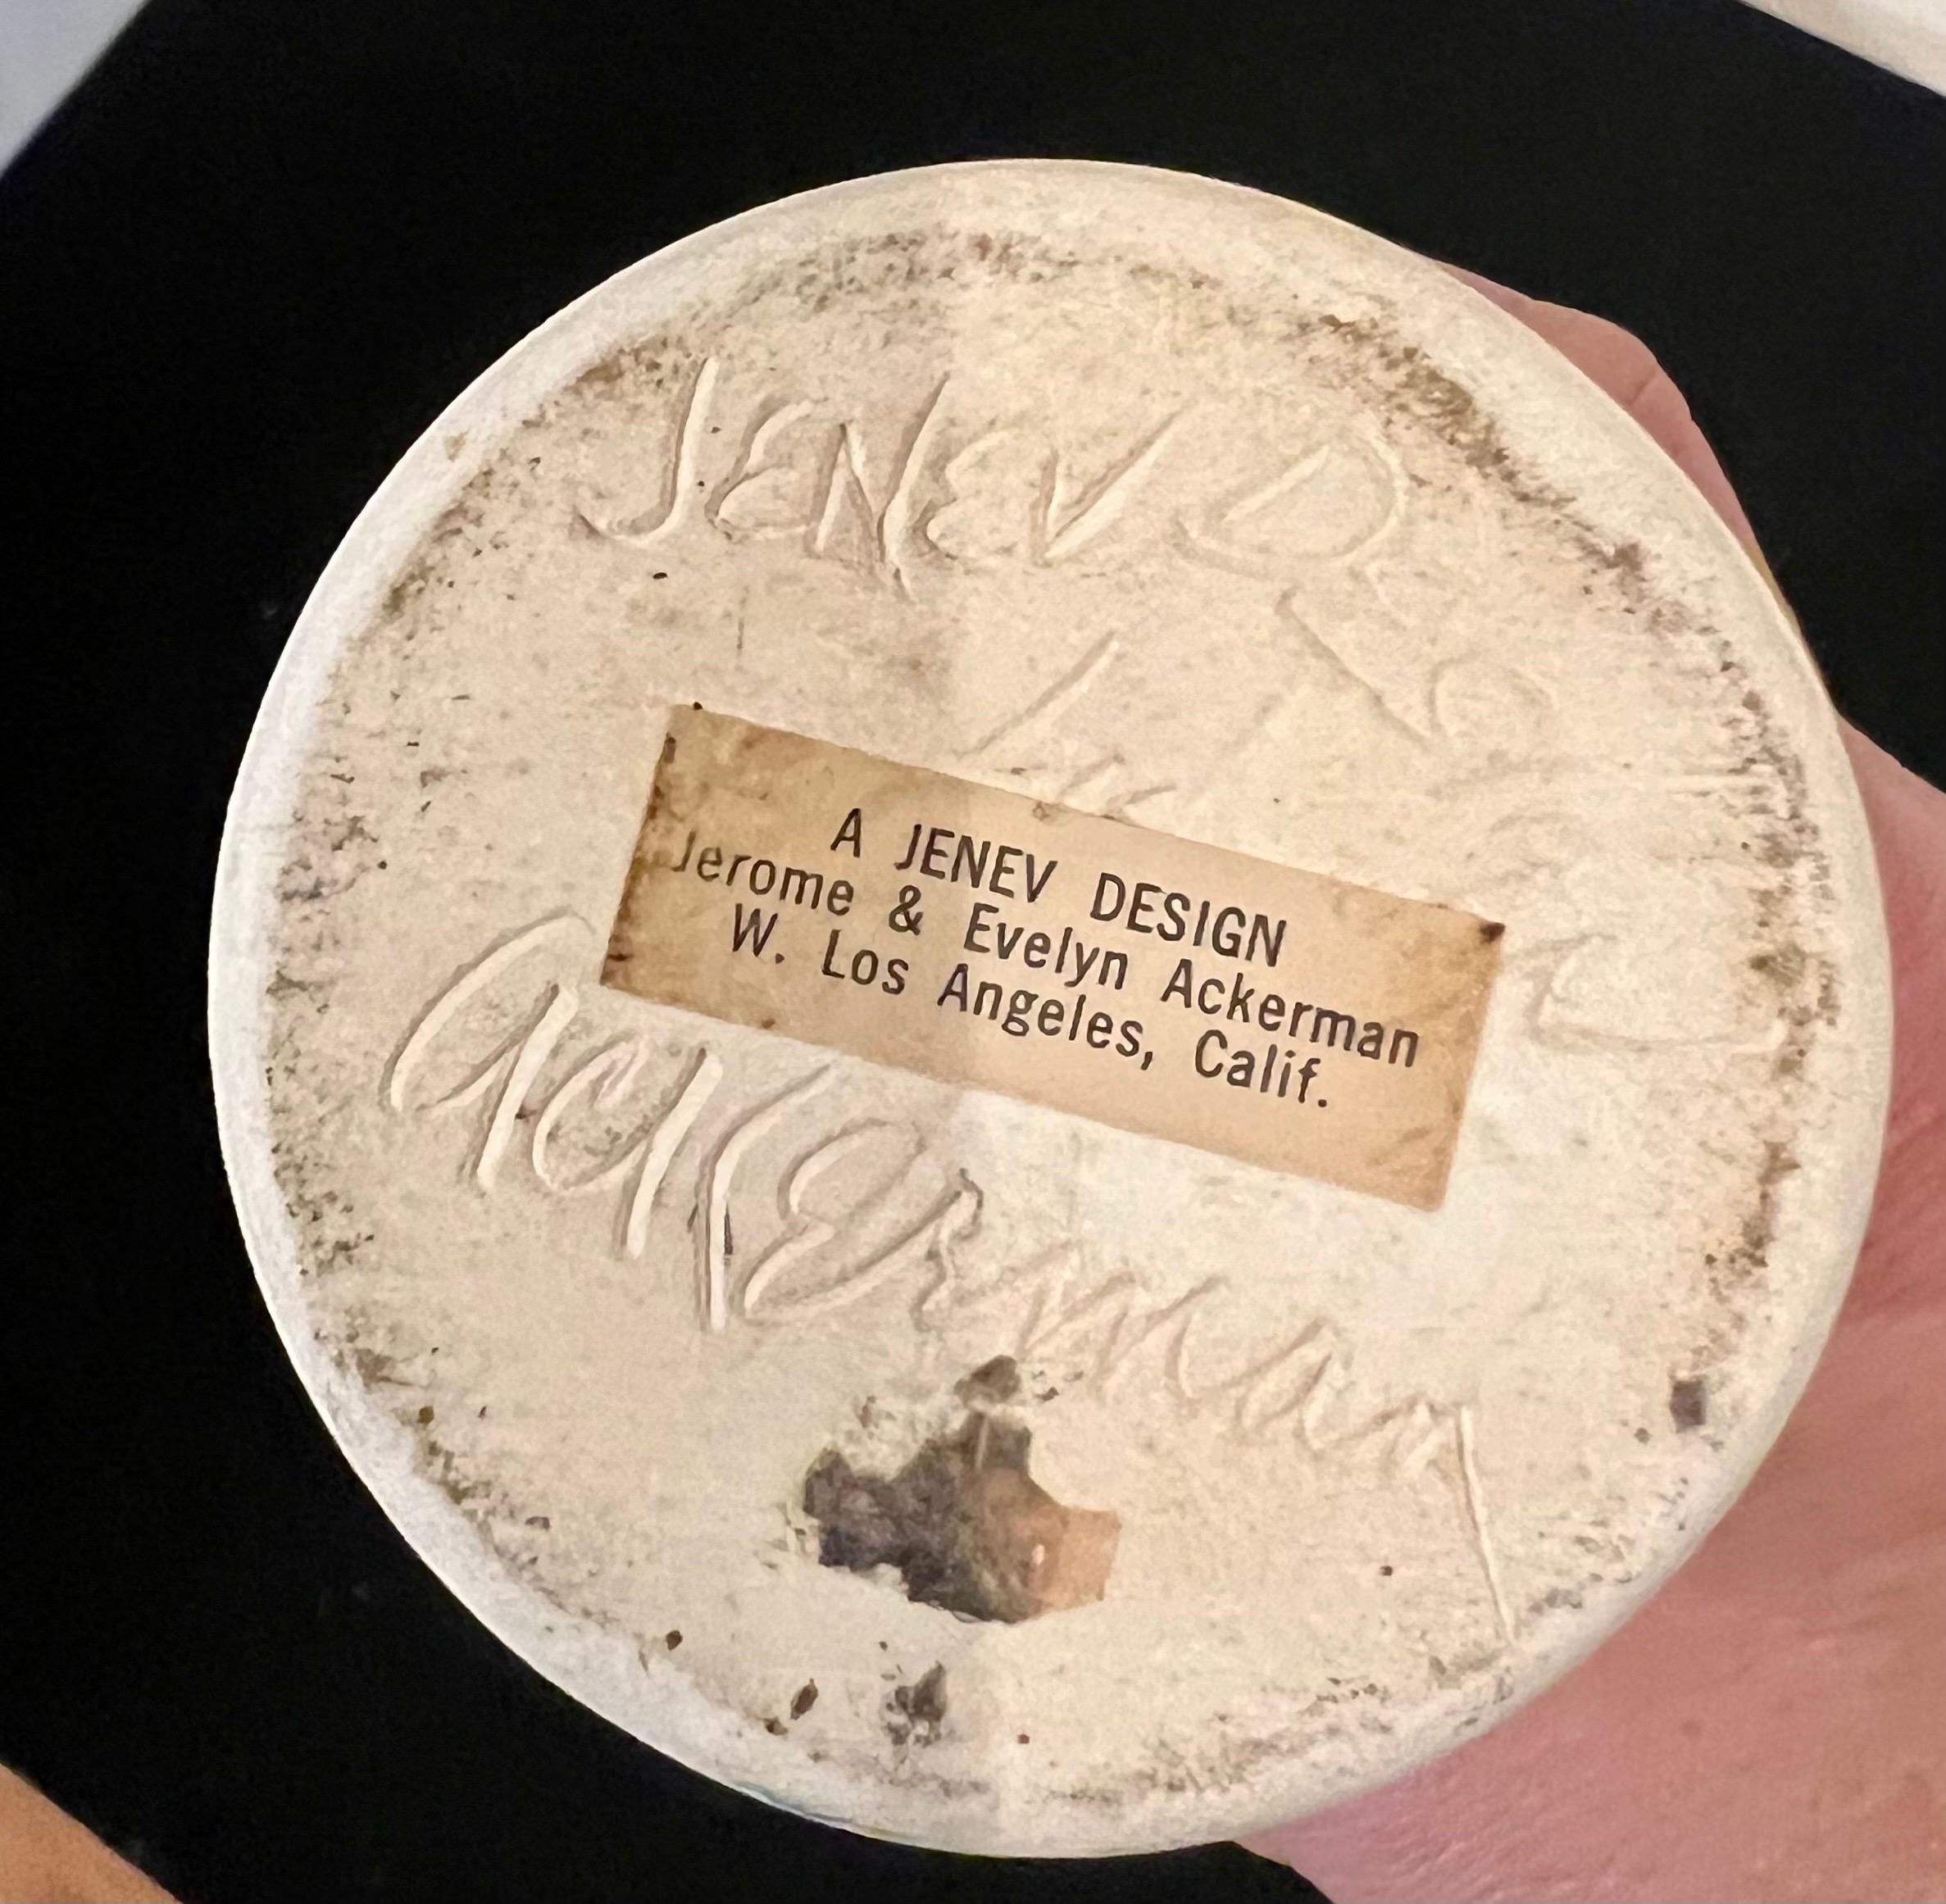 JENEV D
A JENEV DESIGN
Jerome & Evelyn Ackerman
W. Los Angeles, Calif.
ackerman